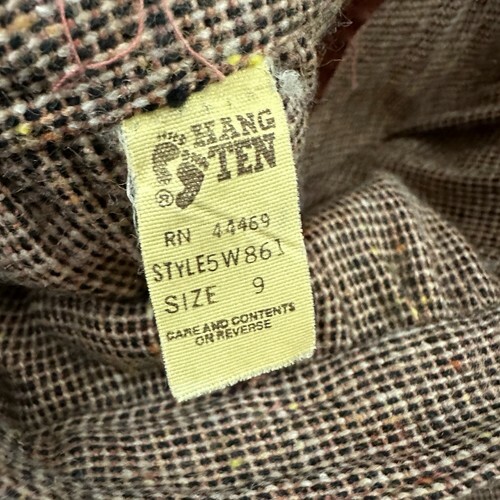 HANG
TEN
®
RN 44469
STYLE5W861
SIZE 9
CARE AND CONTENTS
ON REVERSE